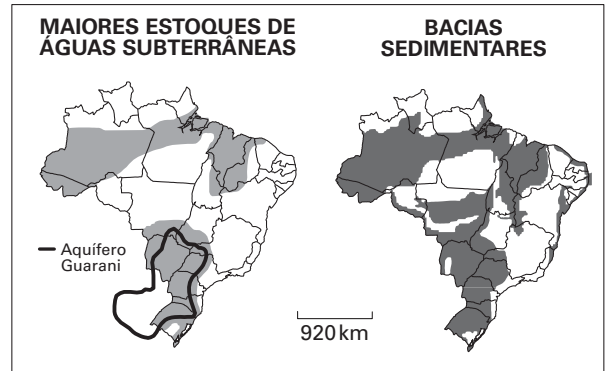 MAIORES ESTOQUES DE
ÁGUAS SUBTERRÂNEAS
BACIAS
SEDIMENTARES
Aquífero
Guarani
920 km